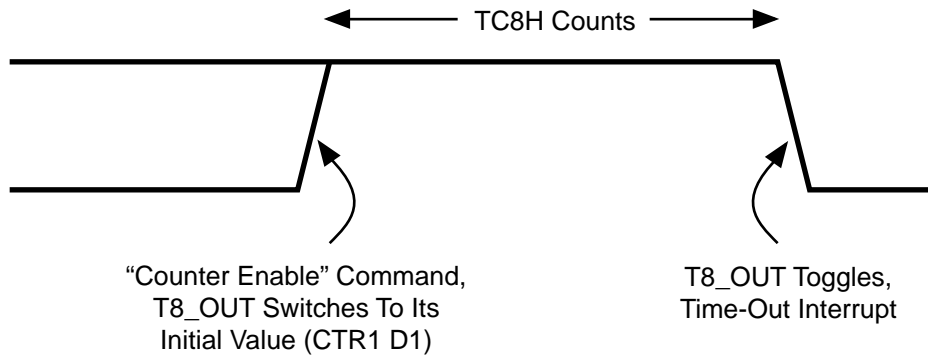 TC8H Counts
“Counter Enable” Command,
T8_OUT Switches To Its
Initial Value (CTR1 D1)
T8_OUT Toggles,
Time-Out Interrupt